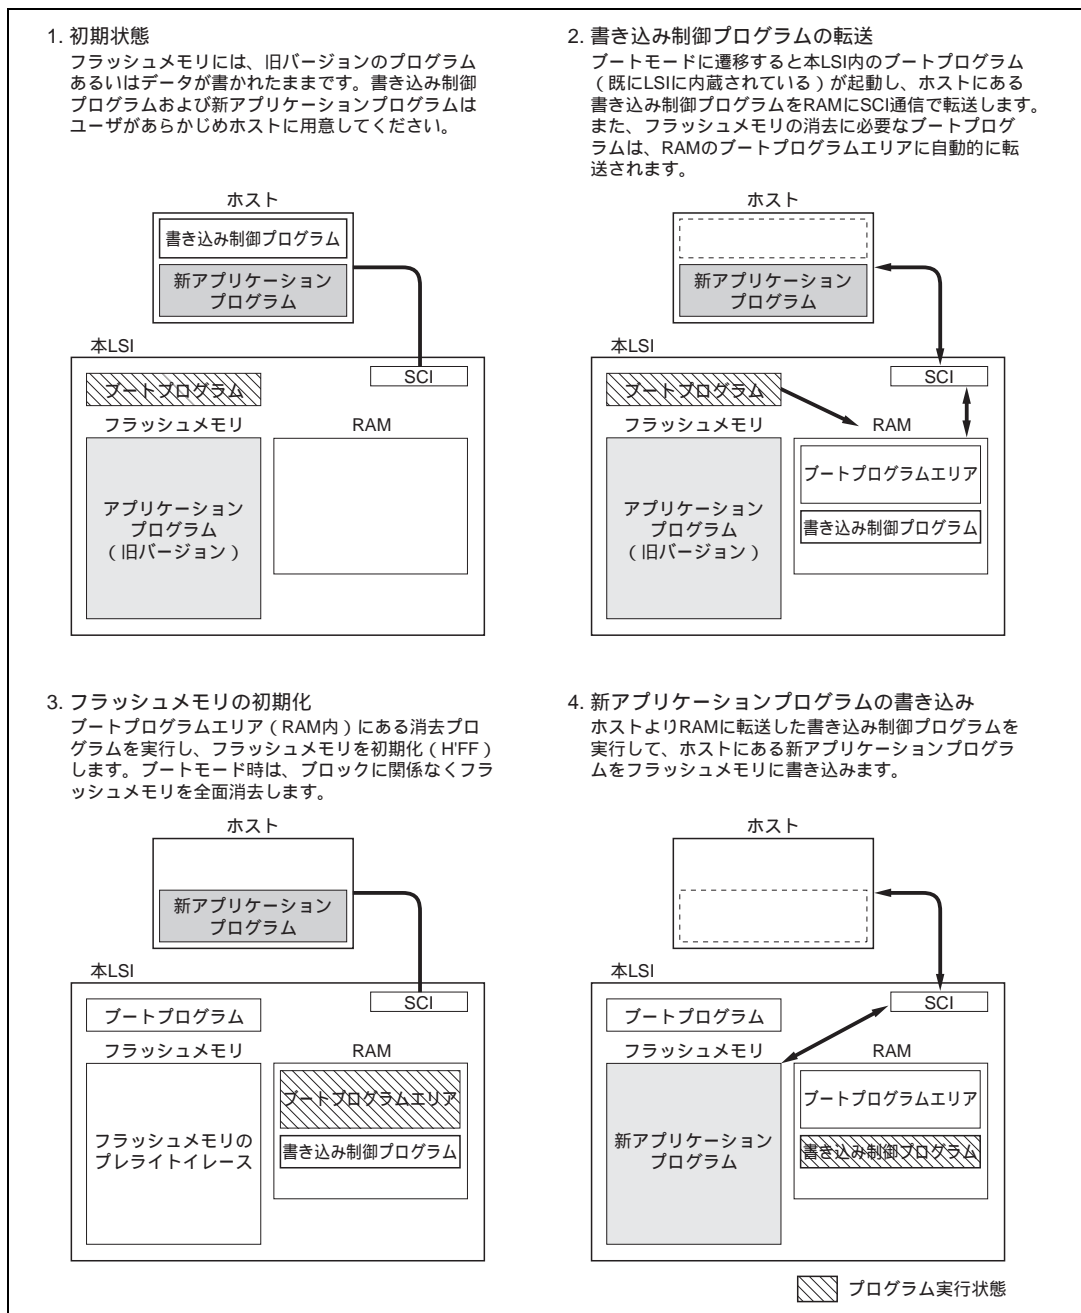 1. 初期状態
フラッシュメモリには、旧バージョンのプログラム
あるいはデータが書かれたままです。書き込み制御
プログラムおよび新アプリケーションプログラムは
ユーザがあらかじめホストに用意してください。
ホスト
書き込み制御プログラム
新アプリケーション
プログラム
本LSI
SCI
ブートプログラム
フラッシュメモリ
RAM
アプリケーション
プログラム
（旧バージョン）
2. 書き込み制御プログラムの転送
ブートモードに遷移すると本LSI内のブートプログラム
（既にLSIに内蔵されている）が起動し、ホストにある
書き込み制御プログラムをRAMにSCI通信で転送します。
また、フラッシュメモリの消去に必要なブートプログ
ラムは、RAMのブートプログラムエリアに自動的に転
送されます。
ホスト
新アプリケーション
プログラム
本LSI
SCI
ブートプログラム
フラッシュメモリ
RAM
ブートプログラムエリア
アプリケーション
プログラム
（旧バージョン）
書き込み制御プログラム
3. フラッシュメモリの初期化
ブートプログラムエリア（RAM内）にある消去プロ
グラムを実行し、フラッシュメモリを初期化（H'FF）
します。ブートモード時は、ブロックに関係なくフラ
ッシュメモリを全面消去します。
ホスト
新アプリケーション
プログラム
本LSI
SCI
ブートプログラム
フラッシュメモリ
RAM
ブートプログラムエリア
フラッシュメモリの
プレライトイレース
書き込み制御プログラム
4. 新アプリケーションプログラムの書き込み
ホストよりRAMに転送した書き込み制御プログラムを
実行して、ホストにある新アプリケーションプログラ
ムをフラッシュメモリに書き込みます。
ホスト
本LSI
SCI
ブートプログラム
フラッシュメモリ
RAM
ブートプログラムエリア
新アプリケーション
プログラム
書き込み制御プログラム
プログラム実行状態